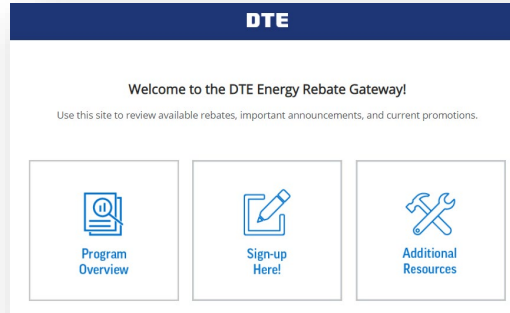 DTE
Welcome to the DTE Energy Rebate Gateway!
Use this site to review available rebates, important announcements, and current promotions.
Program
Overview
Sign-up
Here!
Additional
Resources